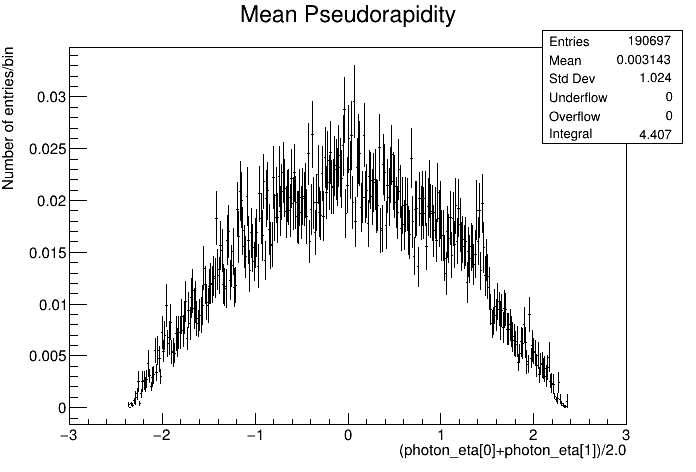 Mean Pseudorapidity
Entries 190697
Mean 0.003143
Std Dev 1.024
Underflow 0
Overflow 0
Integral 4.407
Number of entries/bin
0.03
0.025
0.02
0.015
0.01
0.005
0
−3 −2 −1 0 1 2 3
(photon_eta[0]+photon_eta[1])/2.0